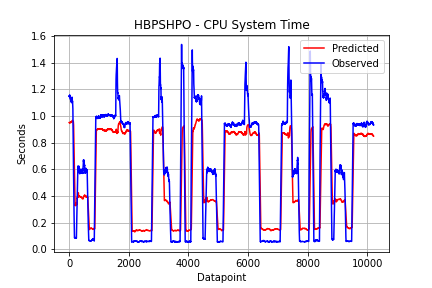 HBPSHPO - CPU System Time
Predicted
Observed
1.6
1.4
1.2
1.0
0.8
0.6
0.4
0.2
0.0
Seconds
0 2000 4000 6000 8000 10000
Datapoint